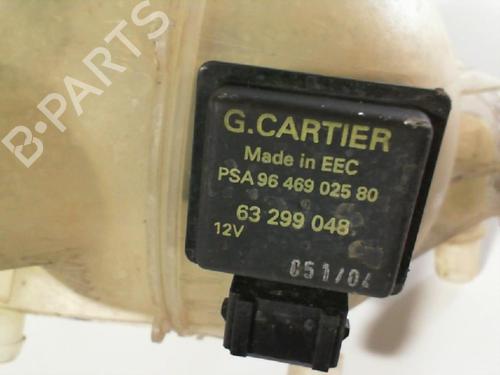 B-PARTS
G.CARTIER
Made in EEC
PSA 96 469 025 80
63 299 048
12V
051/04